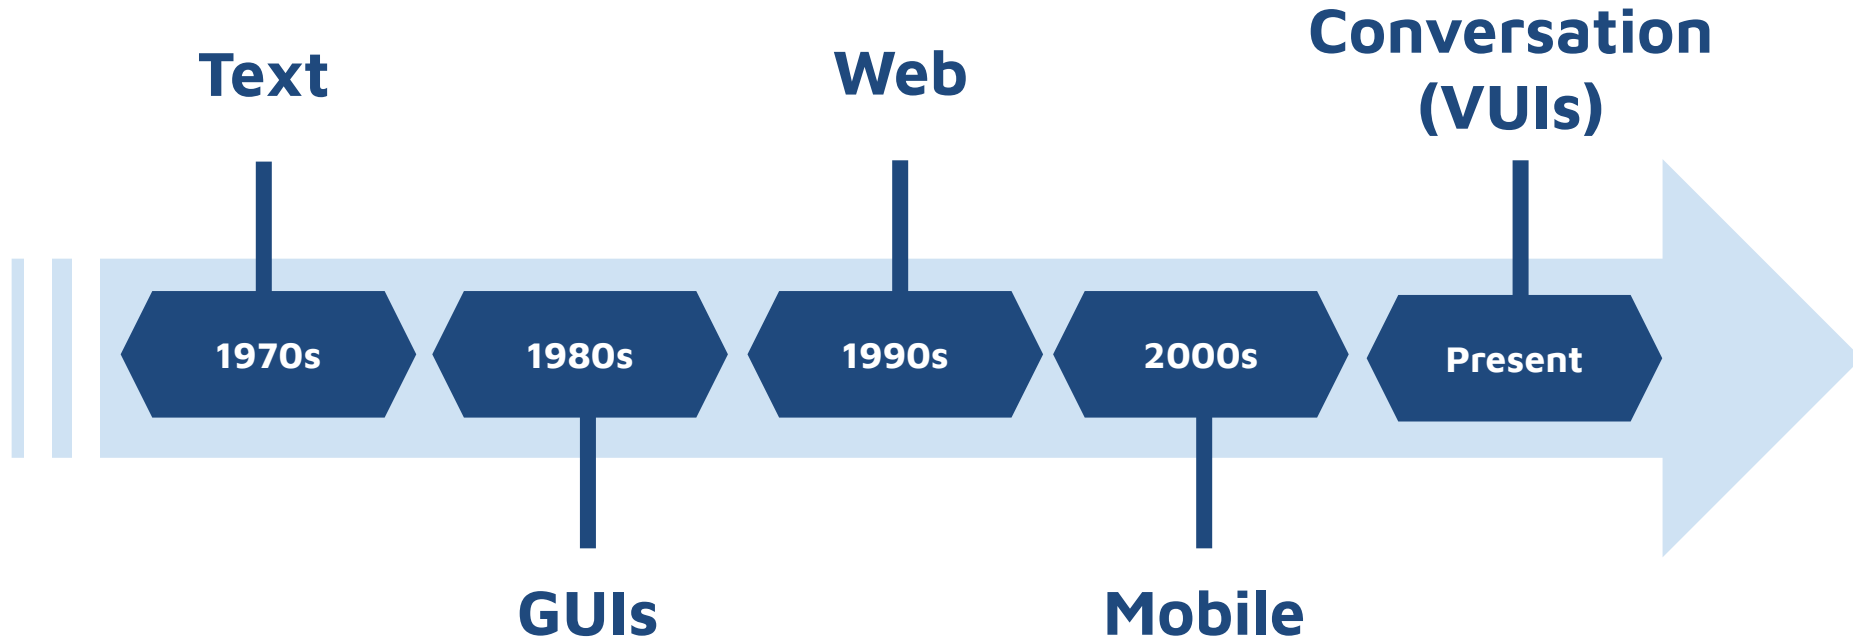 Text
Web
Conversation
(VUIs)
1970s
1980s
1990s
2000s
Present
GUIs
Mobile